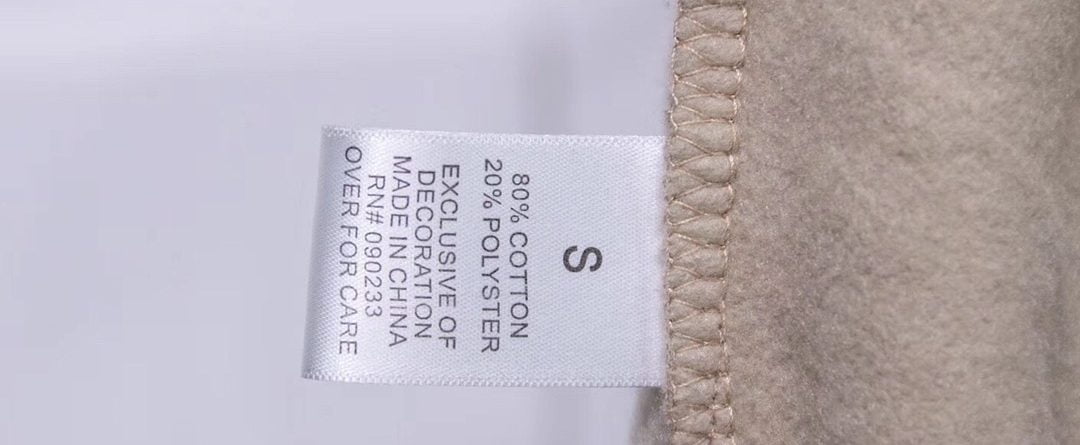 S
80% COTTON
20% POLYSTER
EXCLUSIVE OF
DECORATION
MADE IN CHINA
RN# 090233
OVER FOR CARE